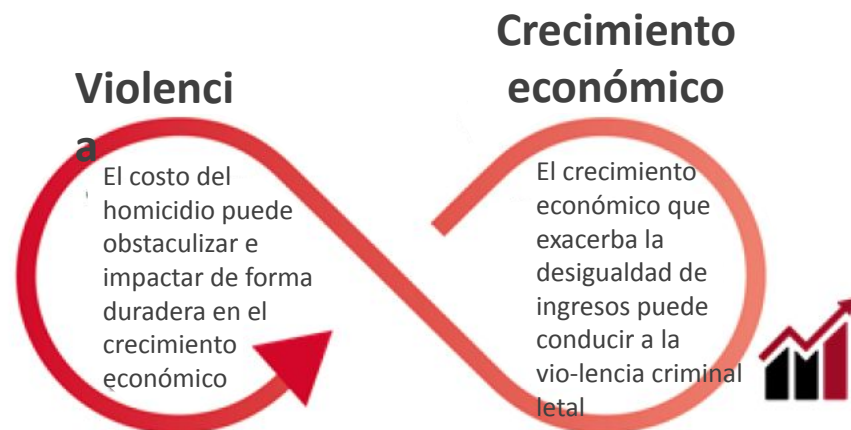 Violenci
a
El costo del
homicidio puede
obstaculizar e
impactar de forma
duradera en el
crecimiento
económico
Crecimiento
económico
El crecimiento
económico que
exacerba la
desigualdad de
ingresos puede
conducir a la
vio-lencia criminal
letal